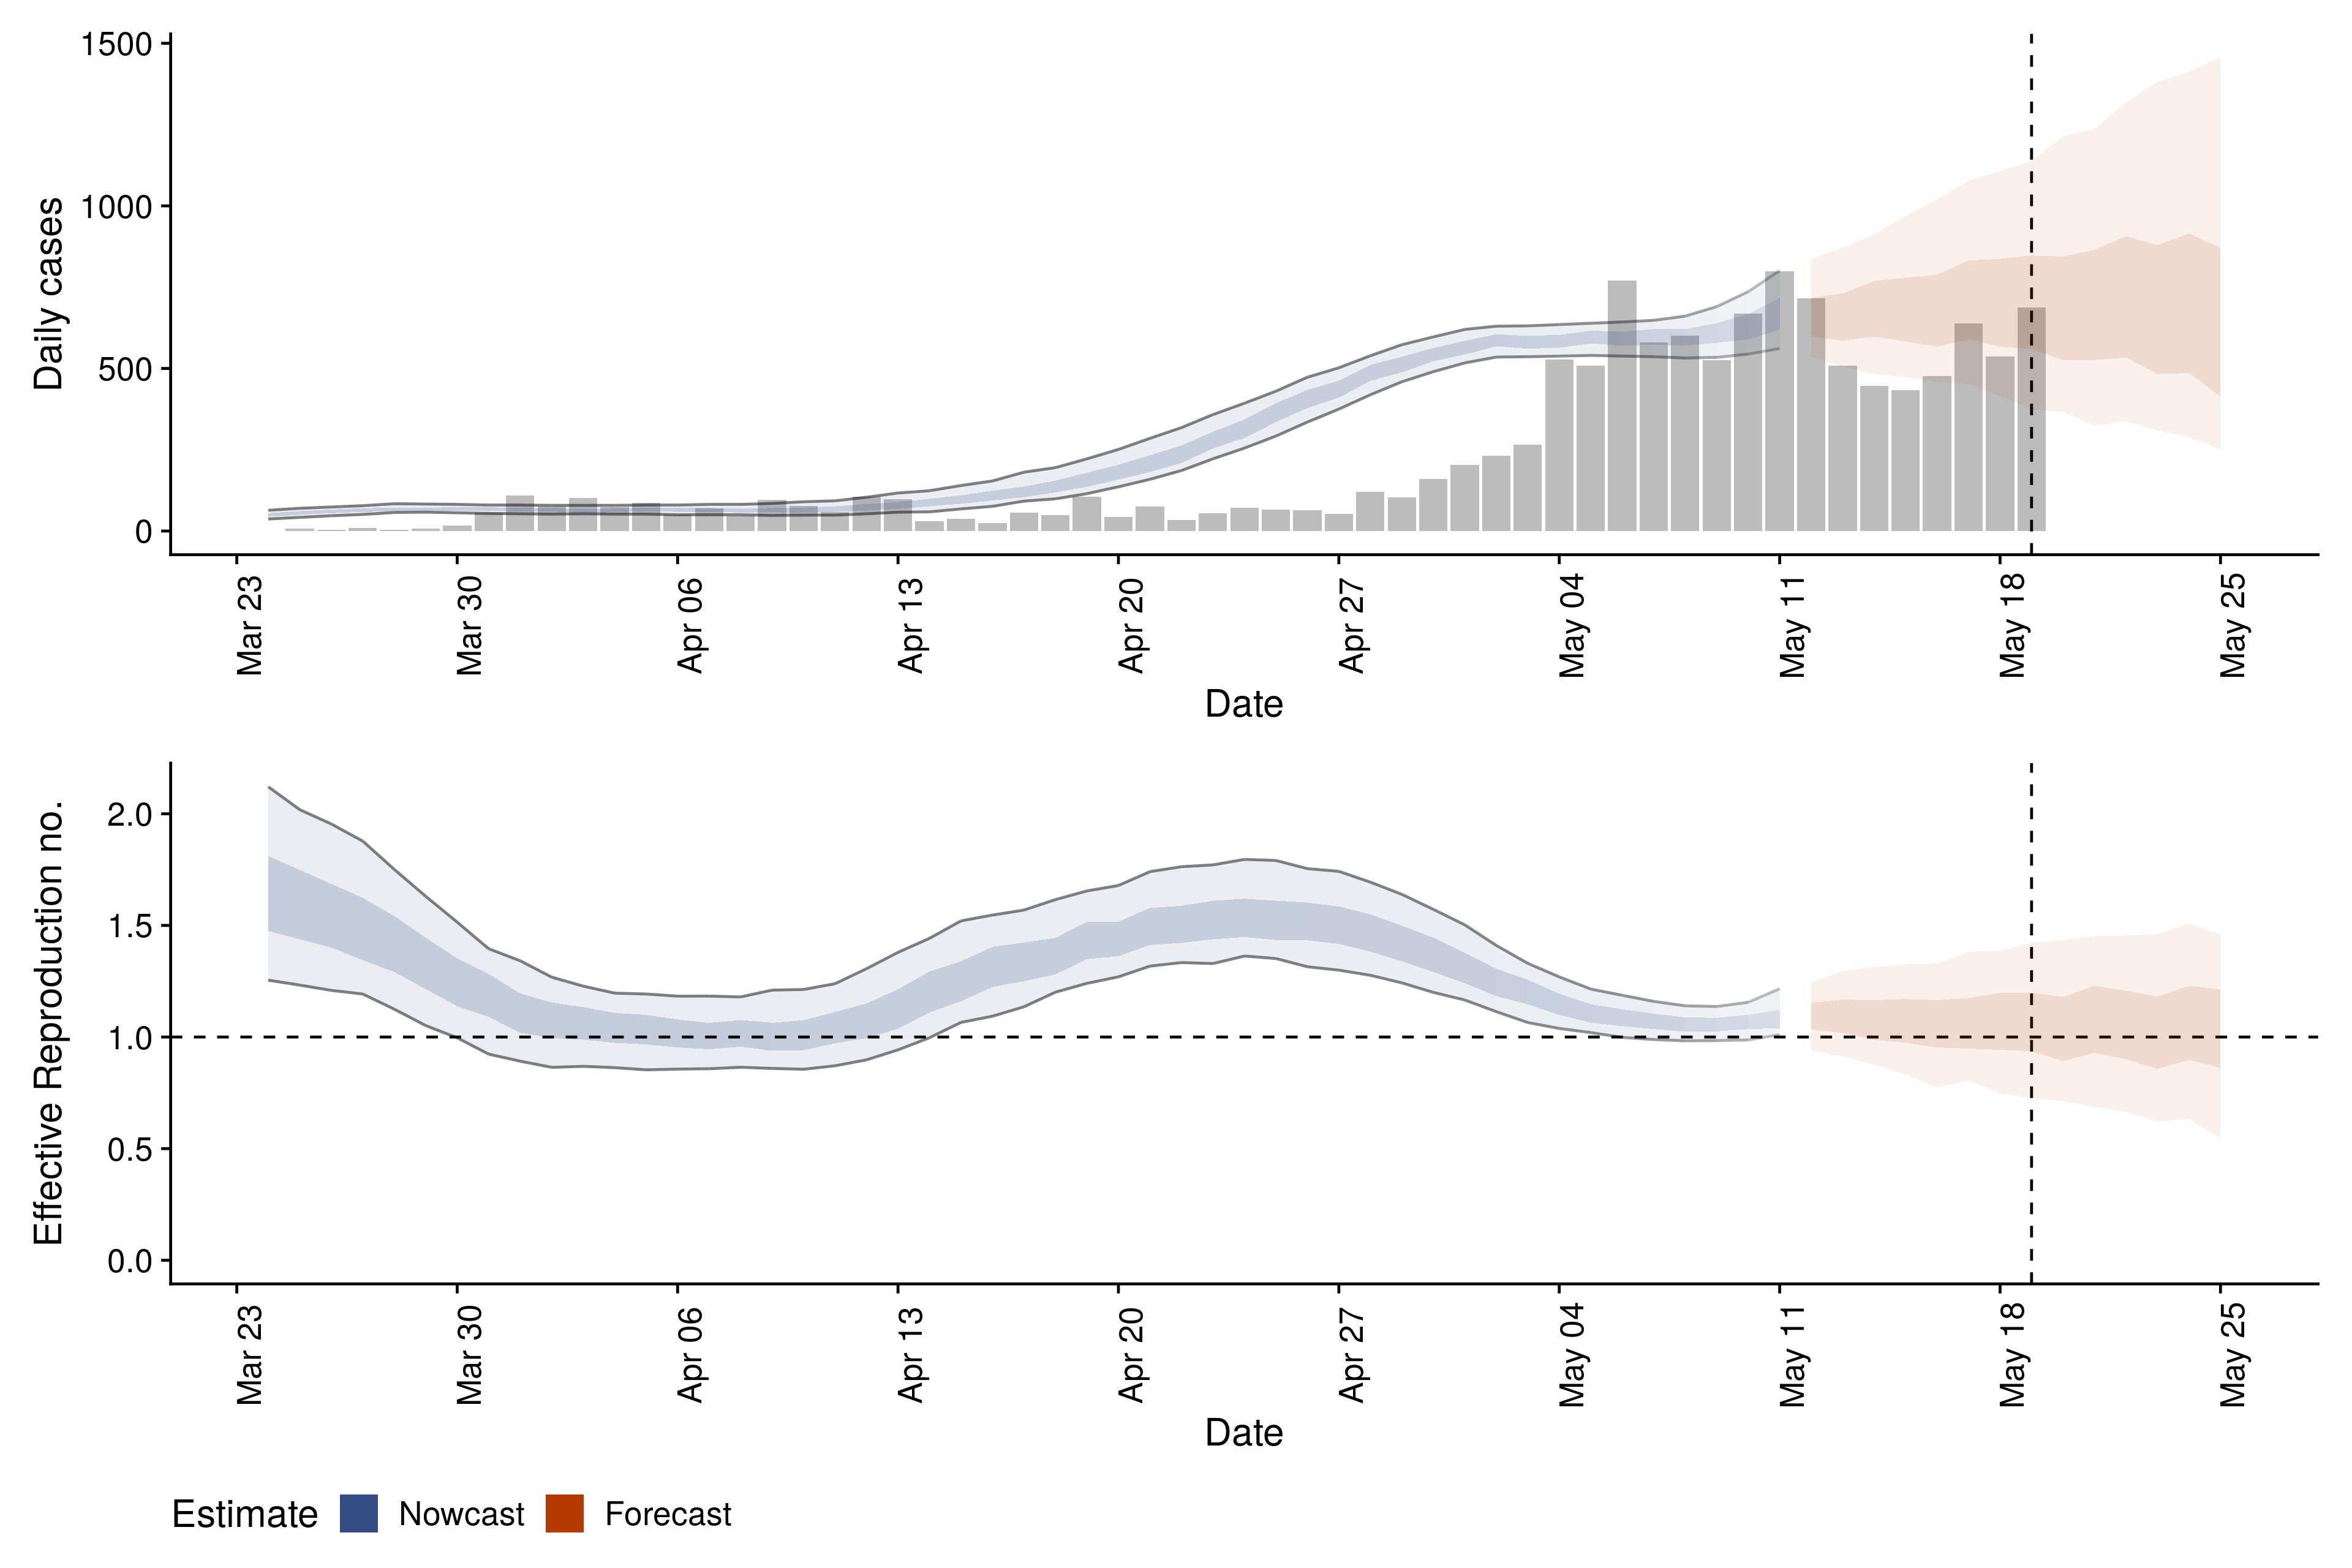 Daily cases
1500
1000
500
0
Mar 23
Mar 30
Apr 06
Apr 13
Apr 20
Apr 27
May 04
May 11
May 18
May 25
Date
Effective Reproduction no.
2.0
1.5
1.0
0.5
0.0
Mar 23
Mar 30
Apr 06
Apr 13
Apr 20
Apr 27
May 04
May 11
May 18
May 25
Date
Estimate Nowcast Forecast